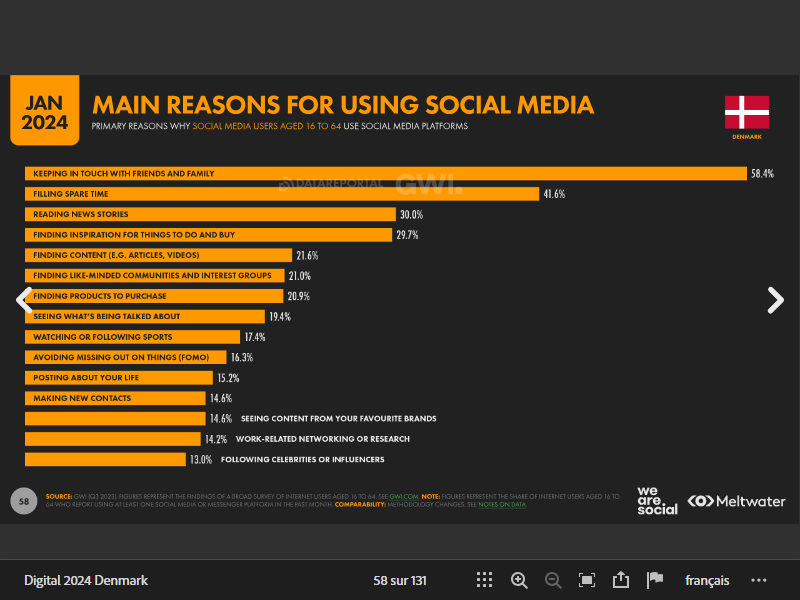 JAN
2024
MAIN REASONS FOR USING SOCIAL MEDIA
PRIMARY REASONS WHY SOCIAL MEDIA USERS AGED 16 TO 64 USE SOCIAL MEDIA PLATFORMS
DENMARK
KEEPING IN TOUCH WITH FRIENDS AND FAMILY 58.4%
DATAREPORTAL GWI.
FILLING SPARE TIME 41.6%
READING NEWS STORIES 30.0%
FINDING INSPIRATION FOR THINGS TO DO AND BUY 29.7%
FINDING CONTENT (E.G. ARTICLES, VIDEOS) 21.6%
FINDING LIKE-MINDED COMMUNITIES AND INTEREST GROUPS 21.0%
FINDING PRODUCTS TO PURCHASE 20.9%
SEEING WHAT'S BEING TALKED ABOUT 19.4%
WATCHING OR FOLLOWING SPORTS 17.4%
AVOIDING MISSING OUT ON THINGS (FOMO) 16.3%
POSTING ABOUT YOUR LIFE 15.2%
MAKING NEW CONTACTS 14.6%
14.6% SEEING CONTENT FROM YOUR FAVOURITE BRANDS
14.2% WORK-RELATED NETWORKING OR RESEARCH
13.0% FOLLOWING CELEBRITIES OR INFLUENCERS
58
SOURCE: GWI (Q3 2023). FIGURES REPRESENT THE FINDINGS OF A BROAD SURVEY OF INTERNET USERS AGED 16 TO 64. SEE GWI.COM. NOTE: FIGURES REPRESENT THE SHARE OF INTERNET USERS AGED 16 TO
64 WHO REPORT USING AT LEAST ONE SOCIAL MEDIA OR MESSENGER PLATFORM IN THE PAST MONTH. COMPARABILITY: METHODOLOGY CHANGES. SEE NOTES ON DATA.
we
are
social
Meltwater
Digital 2024 Denmark
58 sur 131
français